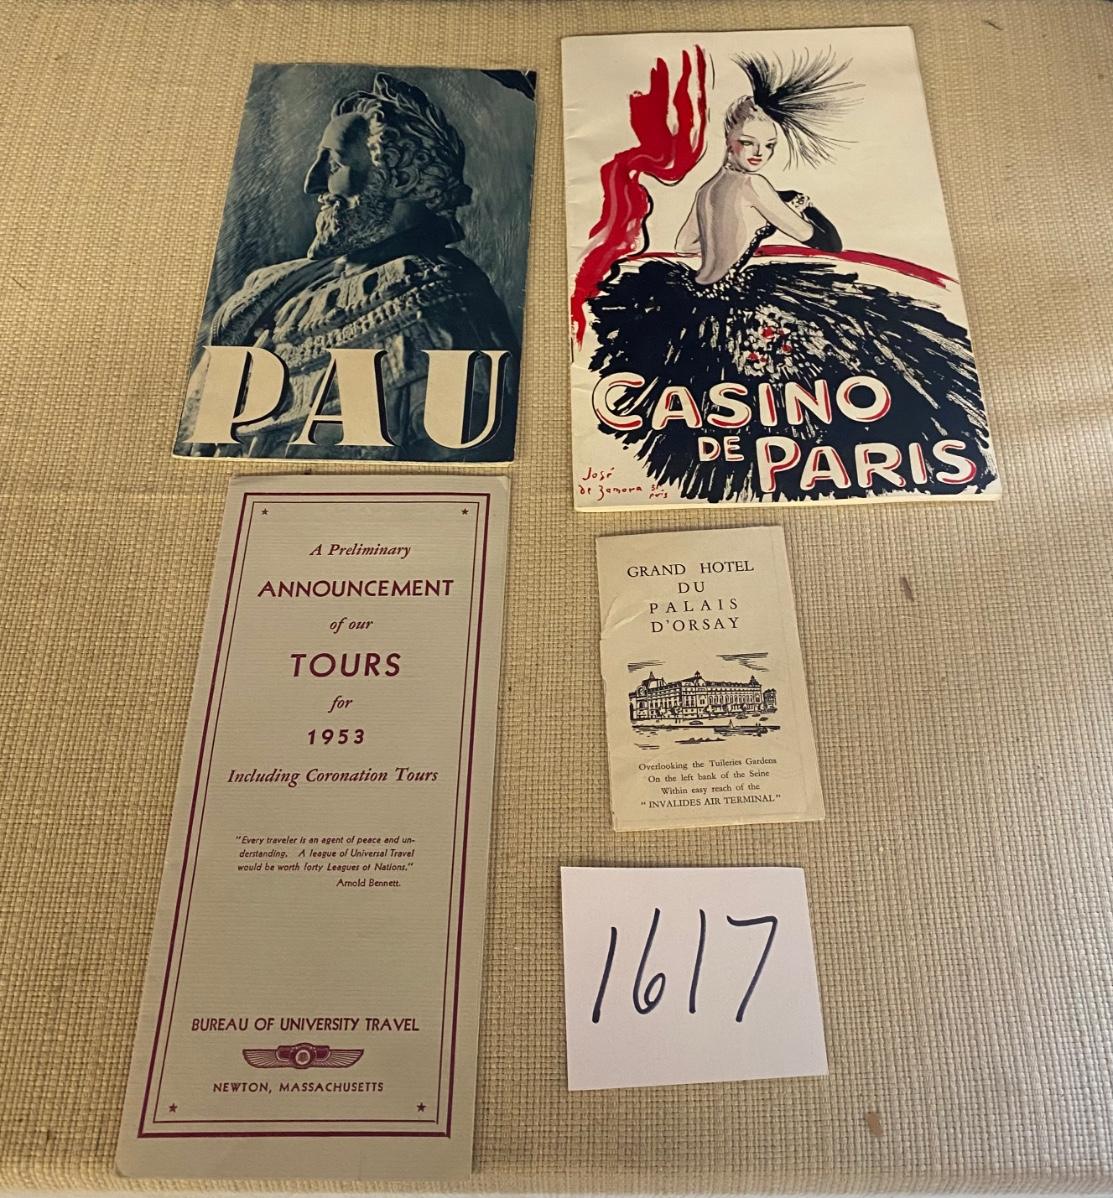 PAU
CASINO
DE PARIS
José
de Zamora
A Preliminary
ANNOUNCEMENT
of our
TOURS
for
1953
Including Coronation Tours
"Every traveler is an agent of peace and un-
derstanding. A league of Universal Travel
would be worth forty Leagues of Nations."
Arnold Bennett.
BUREAU OF UNIVERSITY TRAVEL
NEWTON, MASSACHUSETTS
GRAND HOTEL
DU
PALAIS
D'ORSAY
Overlooking the Tuileries Gardens
On the left bank of the Seine
Within easy reach of the
"INVALIDES AIR TERMINAL"
1617